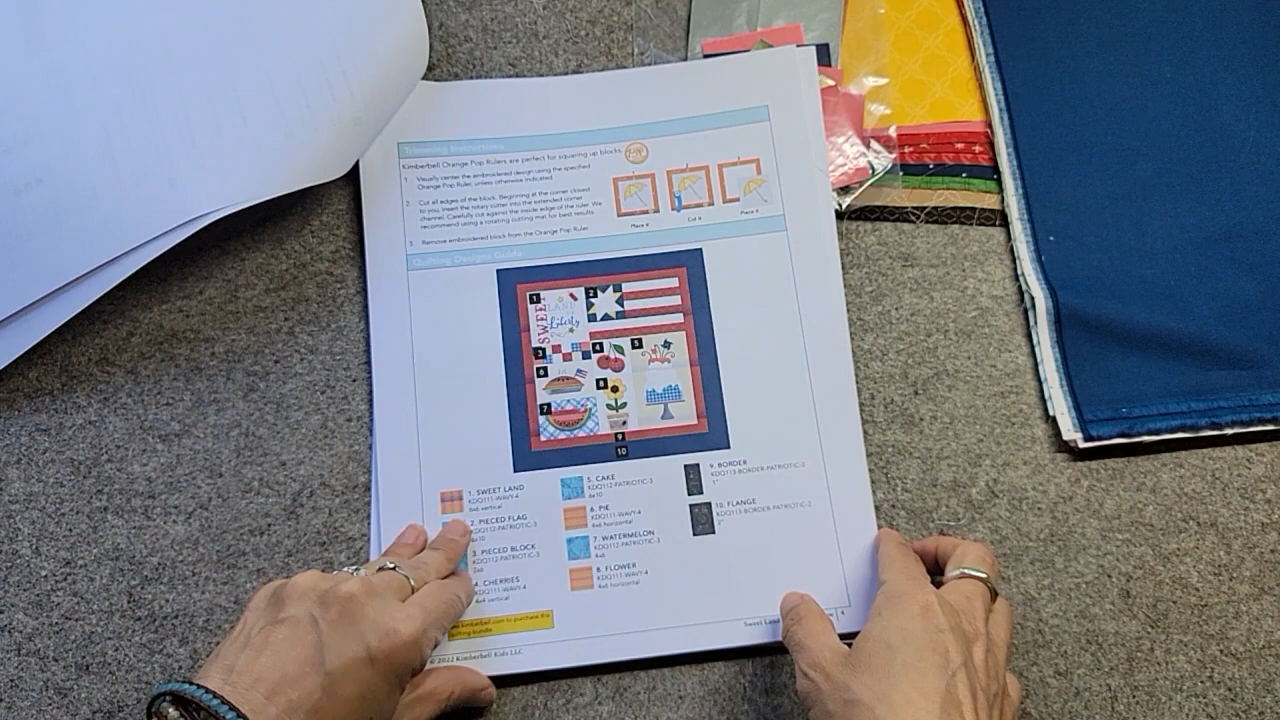 Trimming Instructions
Kimberbell Orange Pop Rulers are perfect for squaring up blocks.
1. Visually center the embroidered design using the specified
Orange Pop Ruler, unless otherwise indicated.
2. Cut all edges of the block. Beginning at the corner closest
to you, insert the rotary cutter into the extended corner
channel. Carefully cut against the inside edge of the ruler. We
recommend using a rotating cutting mat for best results.
3. Remove embroidered block from the Orange Pop Ruler.
Place it
Cut it
Piece it
Quilting Designs Guide
1
SWEET
LAND
of
Liberty
2
3
4
5
6
7
8
9
10
1. SWEET LAND
KDQ111-WAVY-4
6x6 vertical
2. PIECED FLAG
KDQ112-PATRIOTIC-3
6x10
3. PIECED BLOCK
KDQ112-PATRIOTIC-3
4. CHERRIES
KDQ111-WAVY-4
4x4 vertical
5. CAKE
KDQ112-PATRIOTIC-3
6x10
6. PIE
KDQ111-WAVY-4
4x6 horizontal
7. WATERMELON
KDQ112-PATRIOTIC-3
8. FLOWER
KDQ111-WAVY-4
4x6 horizontal
9. BORDER
KDQ113-BORDER-PATRIOTIC-2
1"
10. FLANGE
KDQ113-BORDER-PATRIOTIC-2
2"
kimberbell.com to purchase this
quilting bundle
© 2022 Kimberbell Kids LLC
Sweet Land